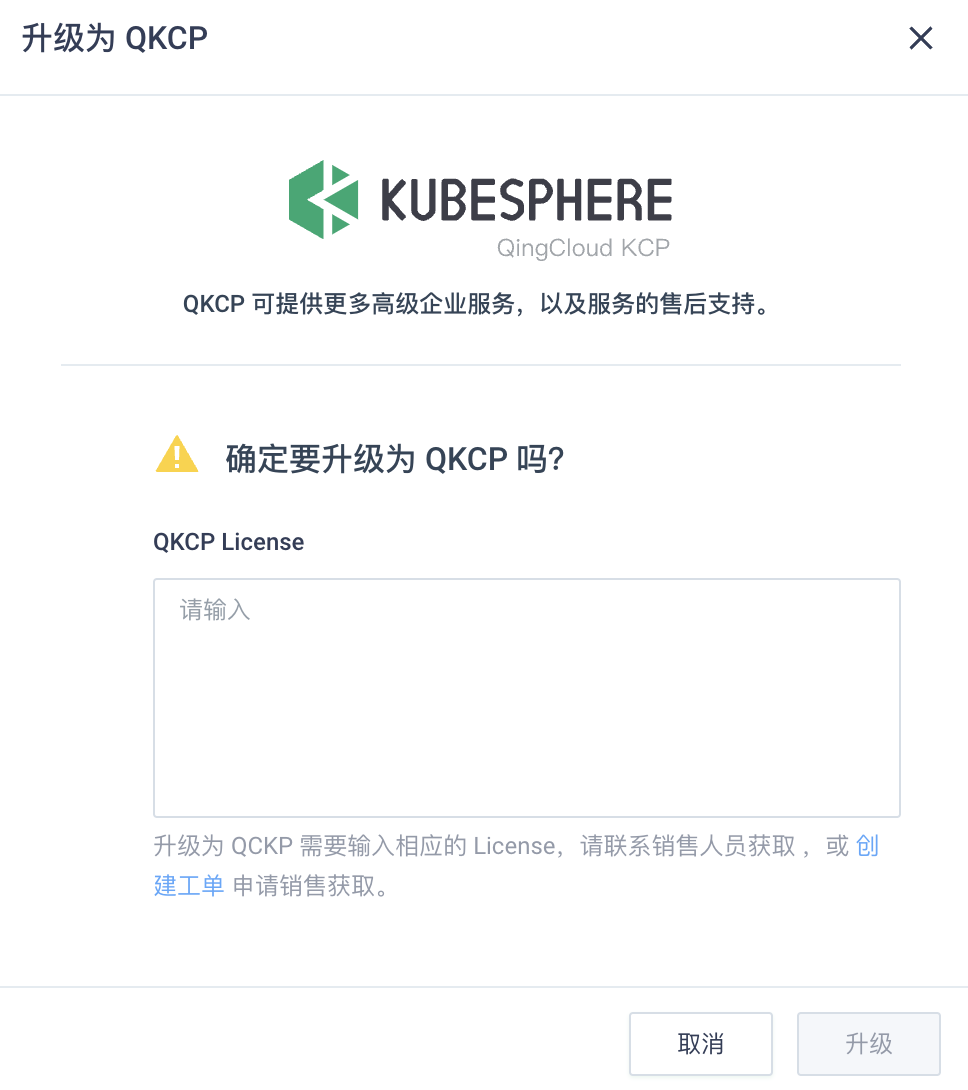 升级为 QKCP
KUBESPHERE
QingCloud KCP
QKCP 可提供更多高级企业服务，以及服务的售后支持。
确定要升级为 QKCP 吗?
QKCP License
请输入
升级为 QCKP 需要输入相应的 License，请联系销售人员获取 ，或 创
建工单 申请销售获取。
取消
升级